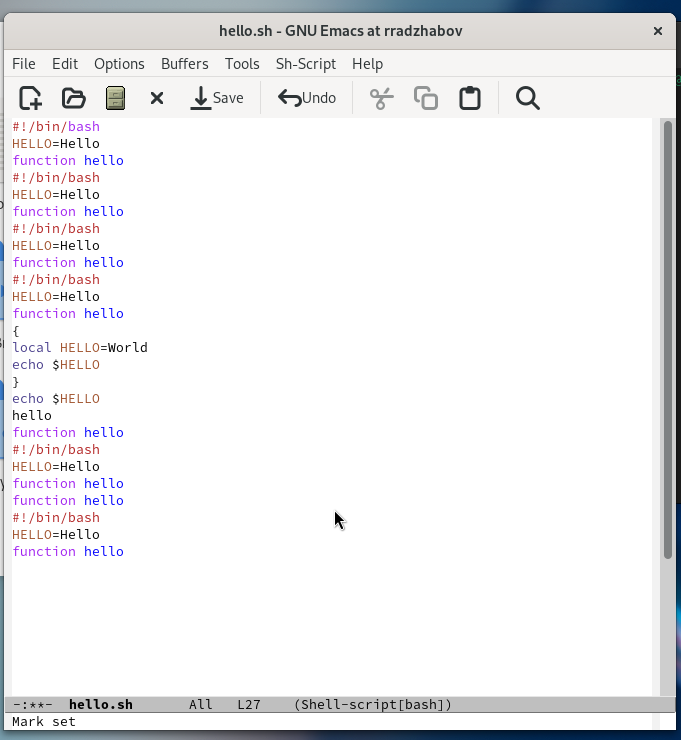 hello.sh - GNU Emacs at rradzhabov
File Edit Options Buffers Tools Sh-Script Help
Save Undo
#!/bin/bash
HELLO=Hello
function hello
#!/bin/bash
HELLO=Hello
function hello
#!/bin/bash
HELLO=Hello
function hello
#!/bin/bash
HELLO=Hello
function hello
{
local HELLO=World
echo $HELLO
}
echo $HELLO
hello
function hello
#!/bin/bash
HELLO=Hello
function hello
function hello
#!/bin/bash
HELLO=Hello
function hello
-:**- hello.sh All L27 (Shell-script[bash])
Mark set